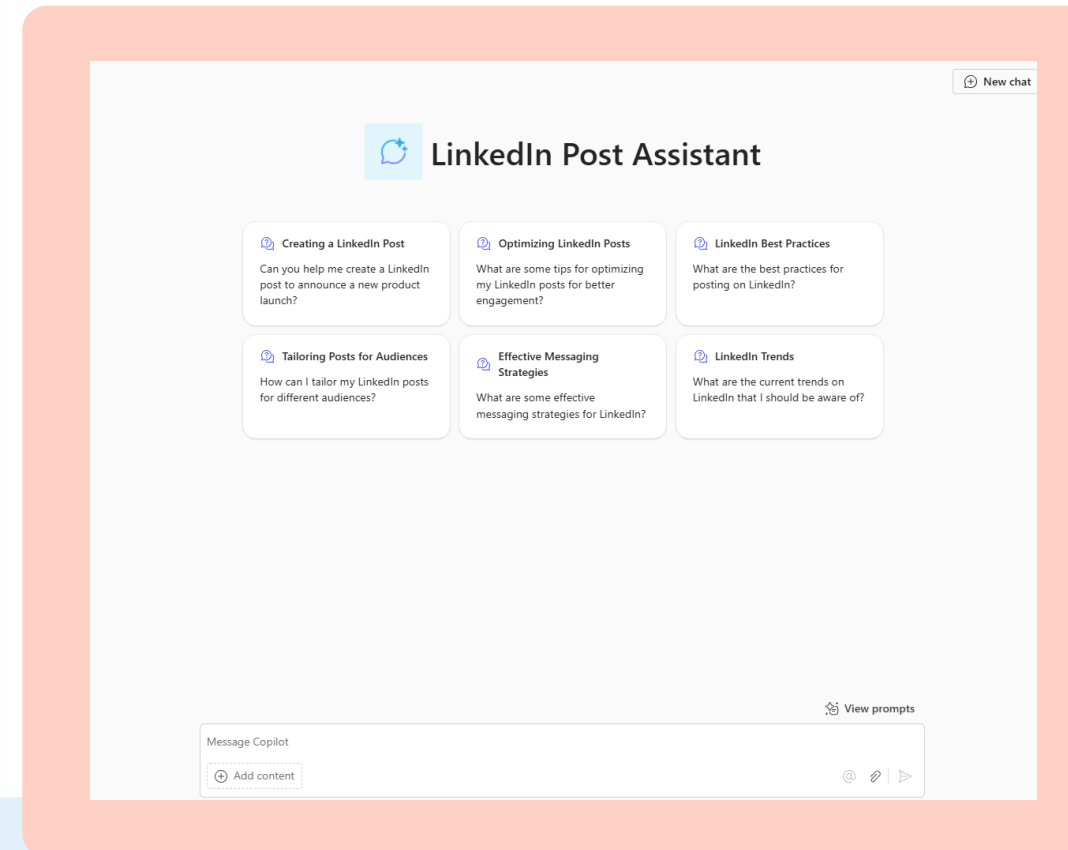 New chat
LinkedIn Post Assistant
Creating a LinkedIn Post
Can you help me create a LinkedIn
post to announce a new product
launch?
Optimizing LinkedIn Posts
What are some tips for optimizing
my LinkedIn posts for better
engagement?
LinkedIn Best Practices
What are the best practices for
posting on LinkedIn?
Tailoring Posts for Audiences
How can I tailor my LinkedIn posts
for different audiences?
Effective Messaging
Strategies
What are some effective
messaging strategies for LinkedIn?
LinkedIn Trends
What are the current trends on
LinkedIn that I should be aware of?
View prompts
Message Copilot
Add content